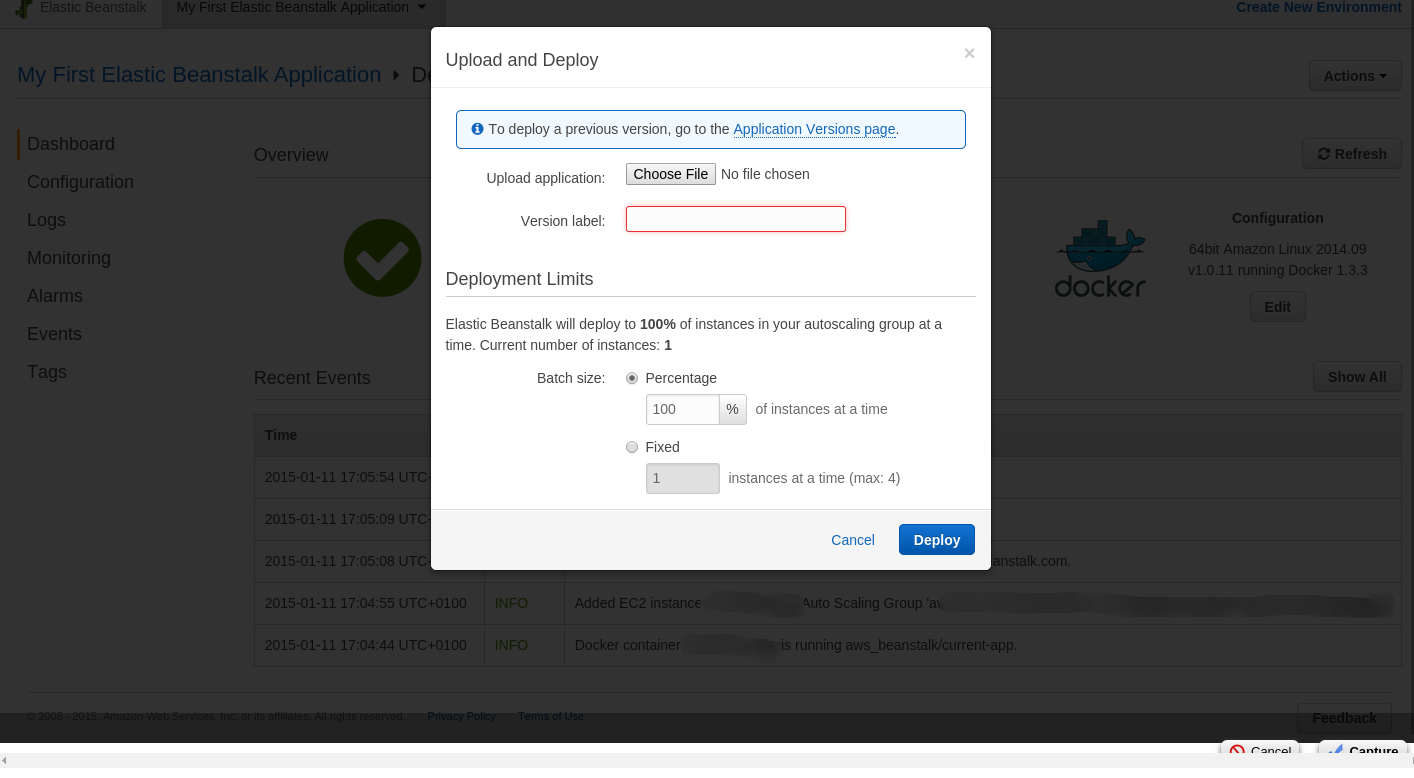 Elastic Beanstalk My First Elastic Beanstalk Application Create New Environment
My First Elastic Beanstalk Application
Actions
Dashboard
Configuration
Logs
Monitoring
Alarms
Events
Tags
Overview
Refresh
Configuration
64bit Amazon Linux 2014.09
v1.0.11 running Docker 1.3.3
docker
Edit
Recent Events
Show All
Time
2015-01-11 17:05:54 UTC
2015-01-11 17:05:09 UTC
2015-01-11 17:05:08 UTC anstalk.com.
2015-01-11 17:04:55 UTC+0100 INFO Added EC2 instance Auto Scaling Group 'aw
2015-01-11 17:04:44 UTC+0100 INFO Docker container is running aws_beanstalk/current-app.
Upload and Deploy ×
To deploy a previous version, go to the Application Versions page.
Upload application: Choose File No file chosen
Version label:
Deployment Limits
Elastic Beanstalk will deploy to 100% of instances in your autoscaling group at a
time. Current number of instances: 1
Batch size: Percentage
100 % of instances at a time
Fixed
1 instances at a time (max: 4)
Cancel Deploy
© 2008 - 2015, Amazon Web Services, Inc. or its affiliates. All rights reserved. Privacy Policy Terms of Use
Feedback
Cancel Capture